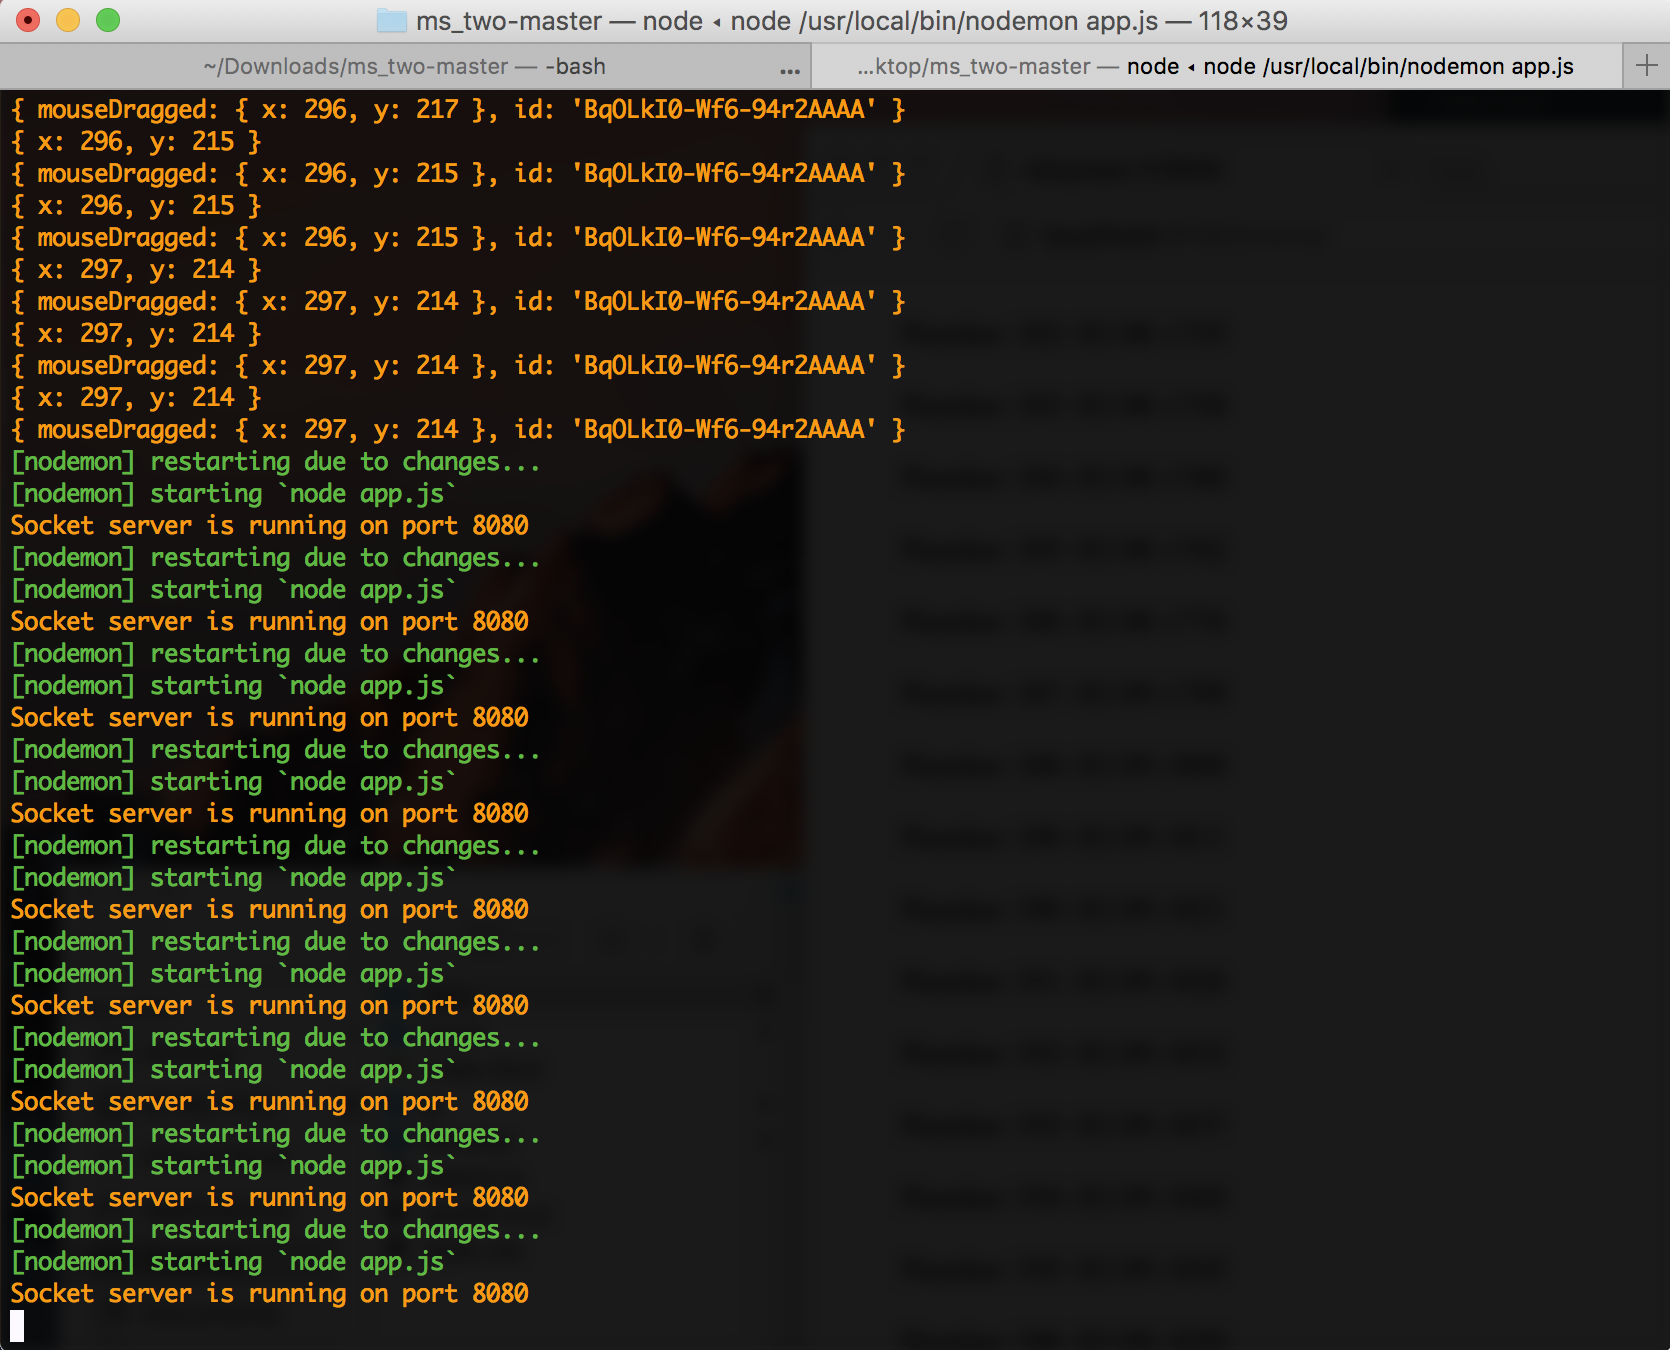 ms_two-master — node ◂ node /usr/local/bin/nodemon app.js — 118×39
~/Downloads/ms_two-master — -bash ... ...ktop/ms_two-master — node ◂ node /usr/local/bin/nodemon app.js +
{ mouseDragged: { x: 296, y: 217 }, id: 'BqOLkI0-Wf6-94r2AAAA' }
{ x: 296, y: 215 }
{ mouseDragged: { x: 296, y: 215 }, id: 'BqOLkI0-Wf6-94r2AAAA' }
{ x: 296, y: 215 }
{ mouseDragged: { x: 296, y: 215 }, id: 'BqOLkI0-Wf6-94r2AAAA' }
{ x: 297, y: 214 }
{ mouseDragged: { x: 297, y: 214 }, id: 'BqOLkI0-Wf6-94r2AAAA' }
{ x: 297, y: 214 }
{ mouseDragged: { x: 297, y: 214 }, id: 'BqOLkI0-Wf6-94r2AAAA' }
{ x: 297, y: 214 }
{ mouseDragged: { x: 297, y: 214 }, id: 'BqOLkI0-Wf6-94r2AAAA' }
[nodemon] restarting due to changes...
[nodemon] starting `node app.js`
Socket server is running on port 8080
[nodemon] restarting due to changes...
[nodemon] starting `node app.js`
Socket server is running on port 8080
[nodemon] restarting due to changes...
[nodemon] starting `node app.js`
Socket server is running on port 8080
[nodemon] restarting due to changes...
[nodemon] starting `node app.js`
Socket server is running on port 8080
[nodemon] restarting due to changes...
[nodemon] starting `node app.js`
Socket server is running on port 8080
[nodemon] restarting due to changes...
[nodemon] starting `node app.js`
Socket server is running on port 8080
[nodemon] restarting due to changes...
[nodemon] starting `node app.js`
Socket server is running on port 8080
[nodemon] restarting due to changes...
[nodemon] starting `node app.js`
Socket server is running on port 8080
[nodemon] restarting due to changes...
[nodemon] starting `node app.js`
Socket server is running on port 8080